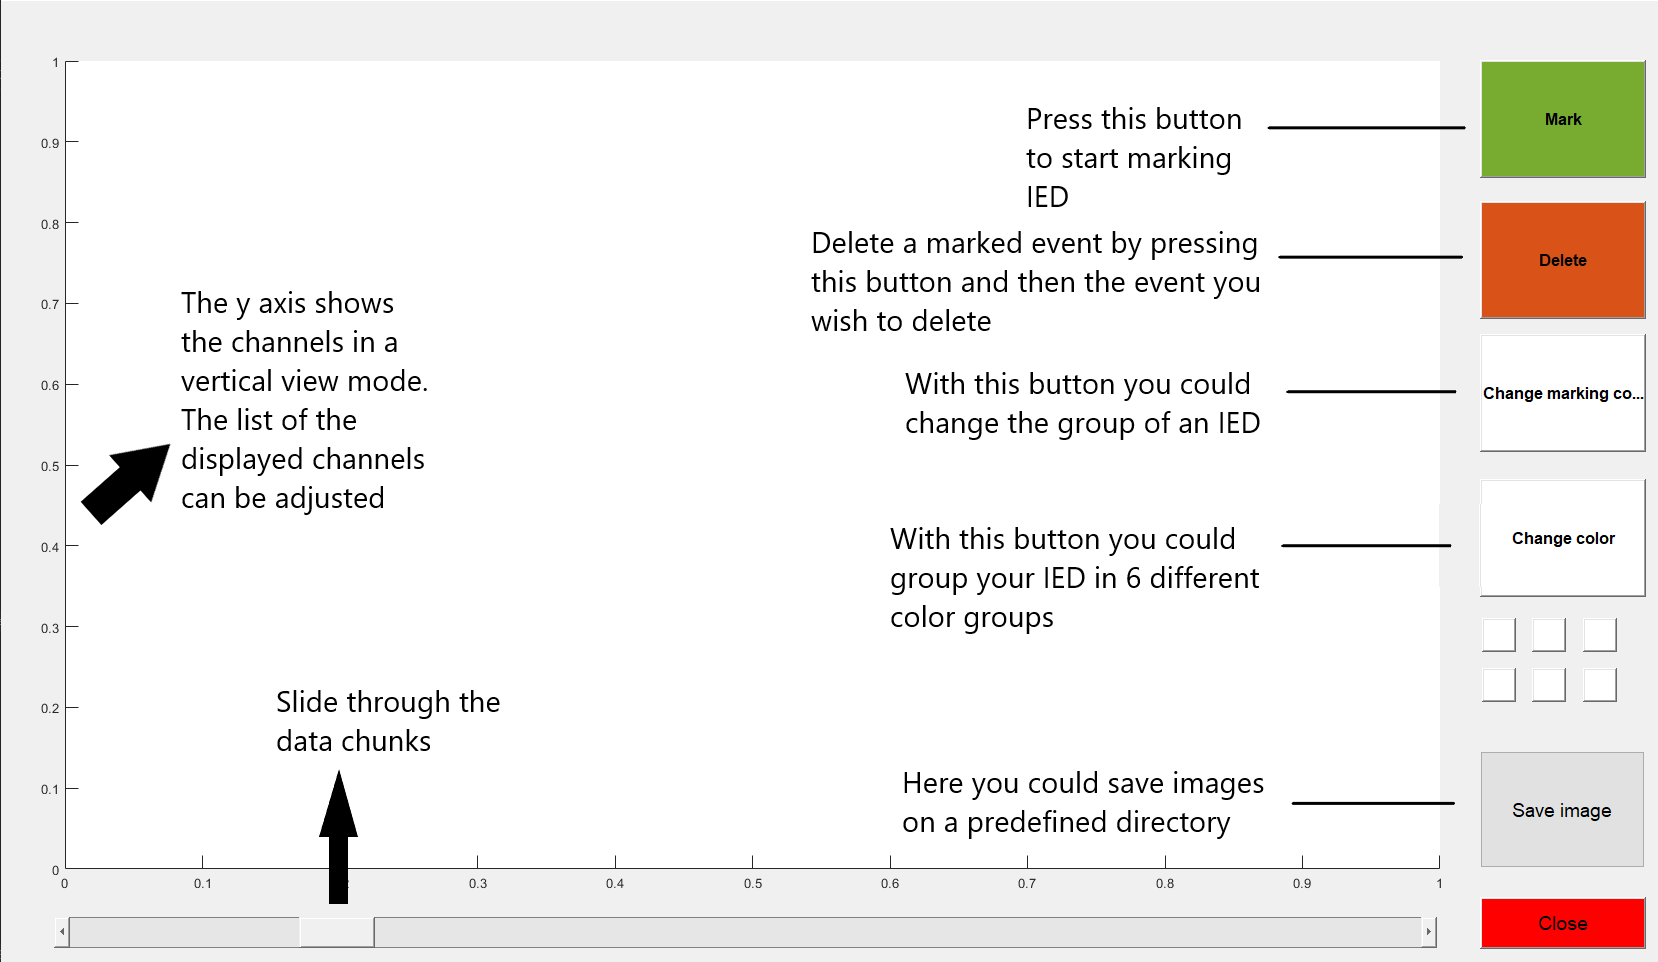 1
0.9
0.8
0.7
0.6
0.5
0.4
0.3
0.2
0.1
0
0
0.1
0.3
0.4
0.5
0.6
0.7
0.8
0.9
1
The y axis shows
the channels in a
vertical view mode.
The list of the
displayed channels
can be adjusted
Slide through the
data chunks
Press this button
to start marking
IED
Mark
Delete a marked event by pressing
this button and then the event you
wish to delete
Delete
With this button you could
change the group of an IED
Change marking co...
With this button you could
group your IED in 6 different
color groups
Change color
Here you could save images
on a predefined directory
Save image
Close